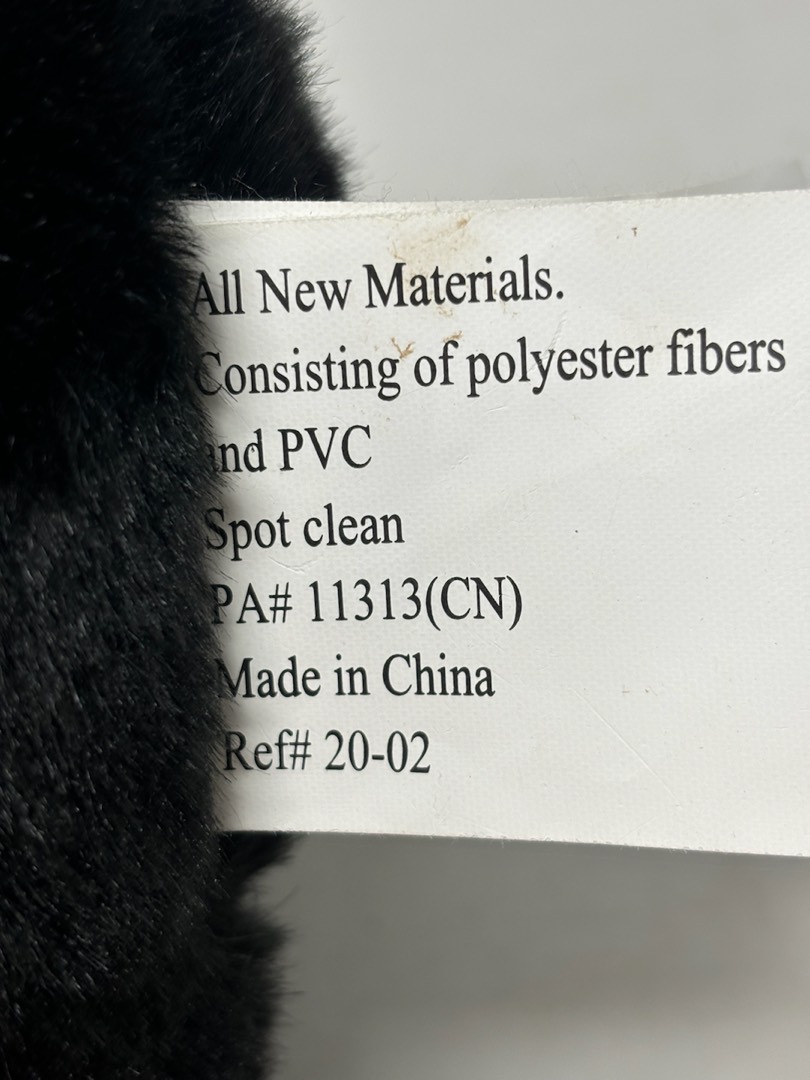 All New Materials.
Consisting of polyester fibers
and PVC
Spot clean
PA# 11313(CN)
Made in China
Ref# 20-02